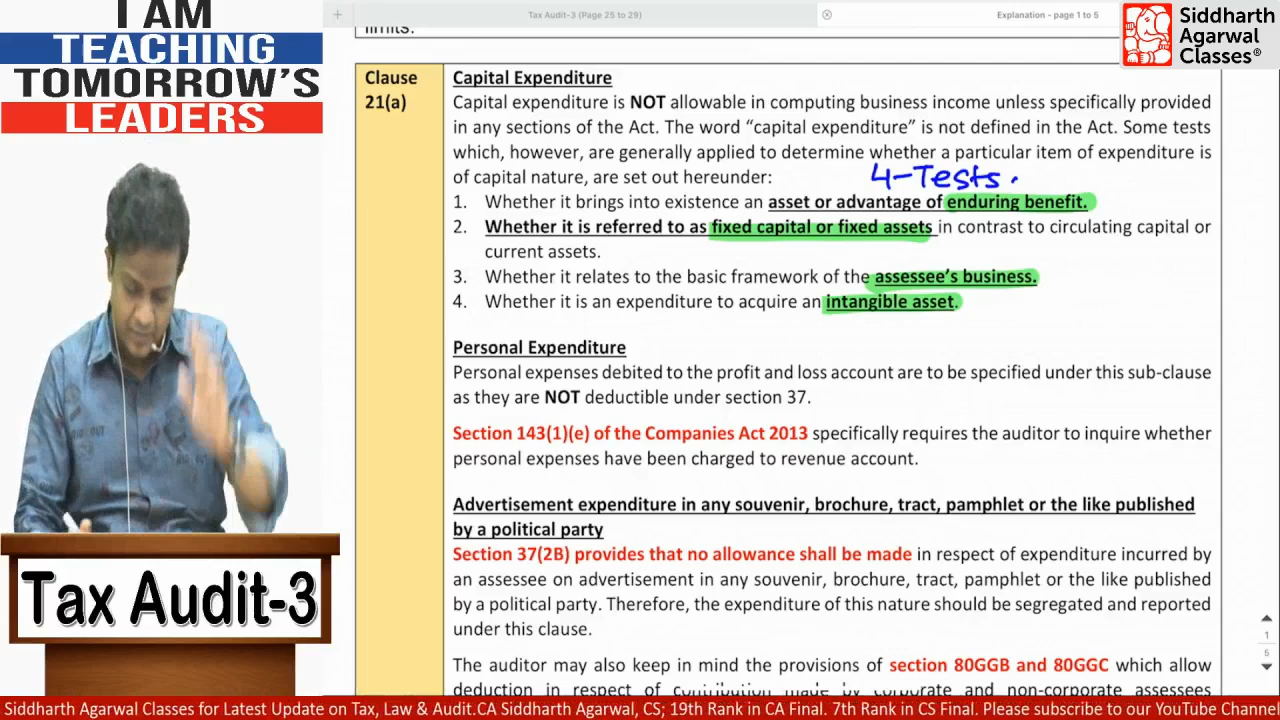 I AM
TEACHING
TOMORROW'S
LEADERS
Tax Audit-3 (Page 25 to 29)
Explanation - page 1 to 5
Siddharth
Agarwal
Classes®
limits.
Clause
21(a)
Capital Expenditure
Capital expenditure is NOT allowable in computing business income unless specifically provided
in any sections of the Act. The word “capital expenditure” is not defined in the Act. Some tests
which, however, are generally applied to determine whether a particular item of expenditure is
of capital nature, are set out hereunder:
4-Tests.
1. Whether it brings into existence an asset or advantage of enduring benefit.
2. Whether it is referred to as fixed capital or fixed assets in contrast to circulating capital or
current assets.
3. Whether it relates to the basic framework of the assessee’s business.
4. Whether it is an expenditure to acquire an intangible asset.
Personal Expenditure
Personal expenses debited to the profit and loss account are to be specified under this sub-clause
as they are NOT deductible under section 37.
Section 143(1)(e) of the Companies Act 2013 specifically requires the auditor to inquire whether
personal expenses have been charged to revenue account.
Advertisement expenditure in any souvenir, brochure, tract, pamphlet or the like published
by a political party
Section 37(2B) provides that no allowance shall be made in respect of expenditure incurred by
an assessee on advertisement in any souvenir, brochure, tract, pamphlet or the like published
by a political party. Therefore, the expenditure of this nature should be segregated and reported
under this clause.
The auditor may also keep in mind the provisions of section 80GGB and 80GGC which allow
deduction in respect of contribution made by corporate and non-corporate assessees
1
5
Tax Audit-3
Siddharth Agarwal Classes for Latest Update on Tax, Law & Audit.CA Siddharth Agarwal, CS; 19th Rank in CA Final. 7th Rank in CS Final. Please subscribe to our YouTube Channel